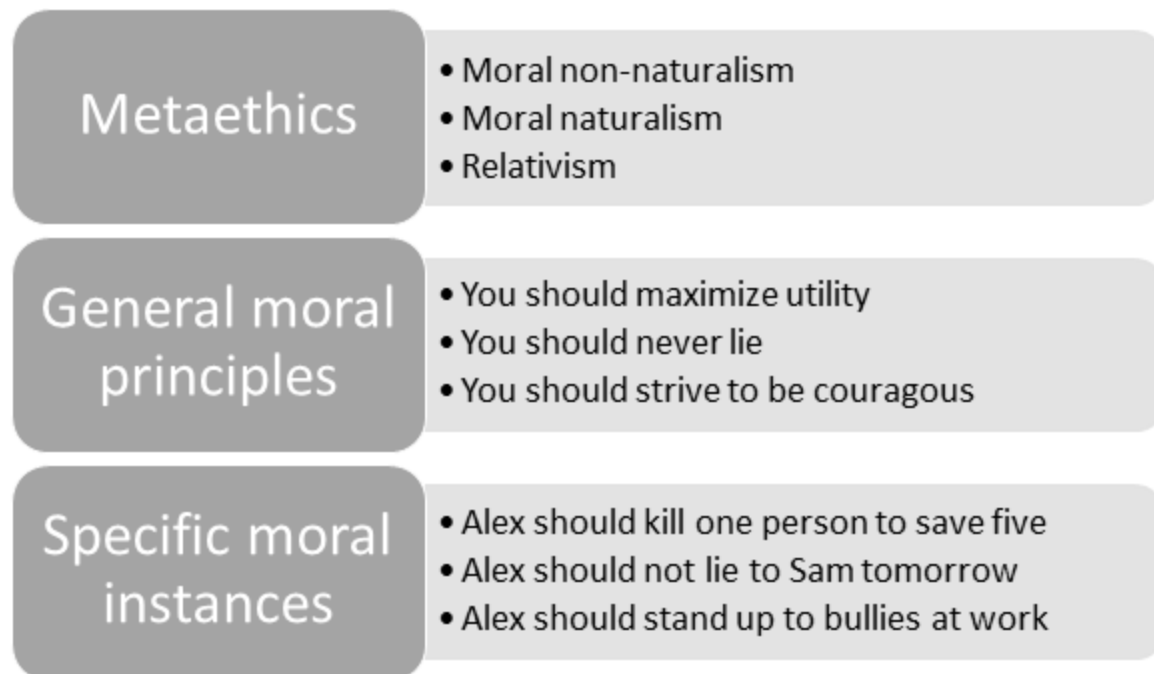 Metaethics
• Moral non-naturalism
• Moral naturalism
• Relativism
General moral
principles
• You should maximize utility
• You should never lie
• You should strive to be couragous
Specific moral
instances
• Alex should kill one person to save five
• Alex should not lie to Sam tomorrow
• Alex should stand up to bullies at work